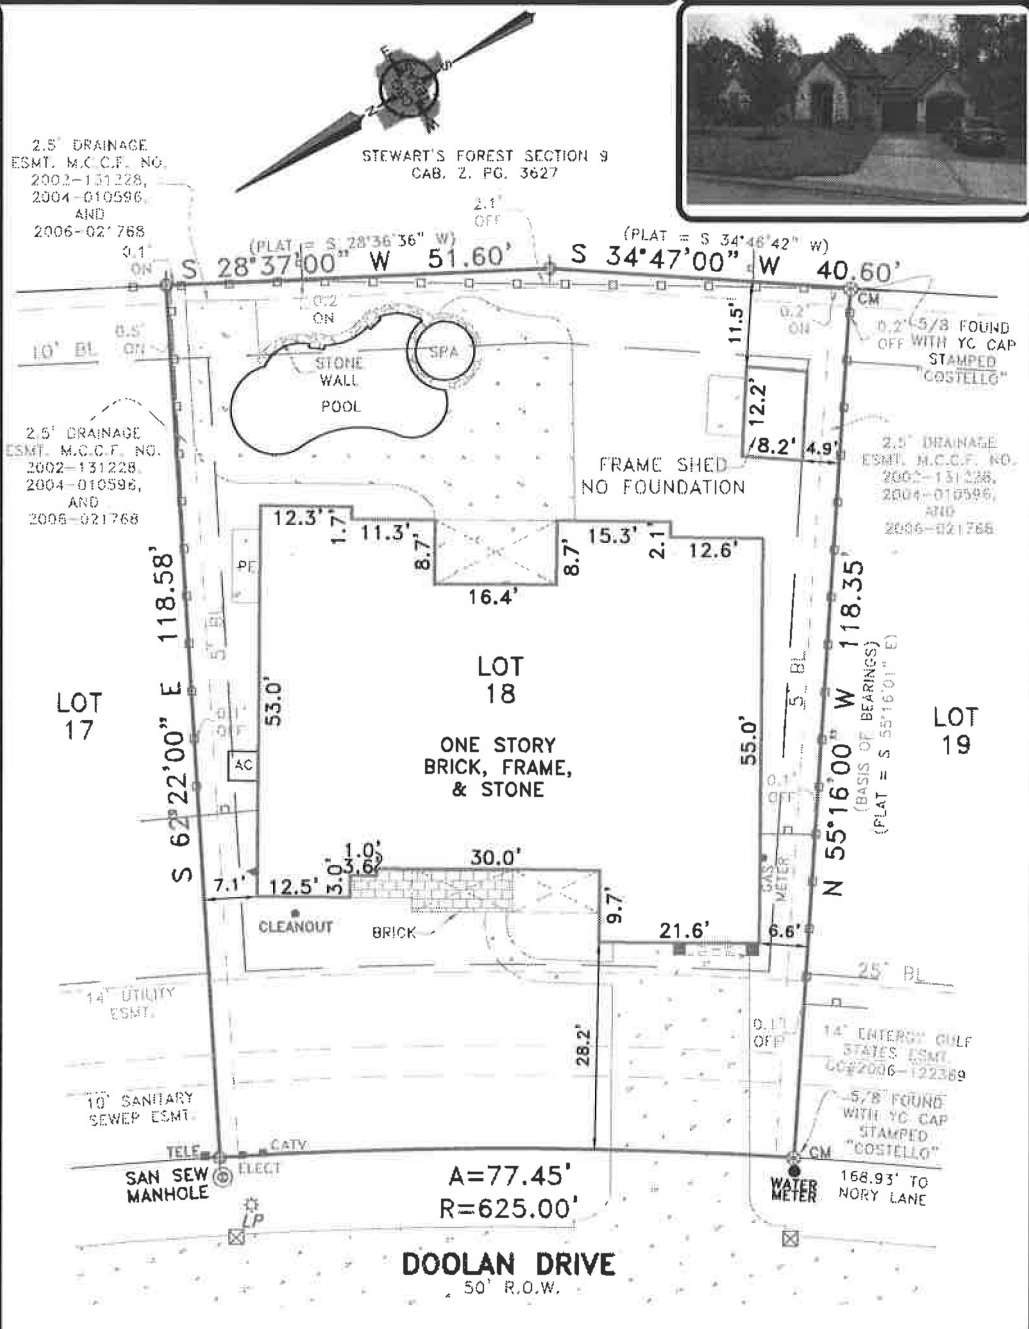 E
S
N
W
STEWART'S FOREST SECTION 9
CAB. Z. PG. 3627
2.5' DRAINAGE
ESMT. M.C.C.F. NO.
2002-131228,
2004-010596,
AND
2006-021768
2.1'
OFF
(PLAT = S 28°36'36" W)
(PLAT = S 34°46'42" W)
0.1'
ON
S 28°37'00" W 51.60'
S 34°47'00" W 40.60'
CM
0.2
ON
11.5'
0.2'
ON
0.2'
OFF
5/8 FOUND
WITH YC CAP
STAMPED
"COSTELLO"
0.5'
ON
10' BL
STONE
WALL
SPA
POOL
12.2'
8.2'
4.9'
2.5' DRAINAGE
ESMT. M.C.C.F. NO.
2002-131228,
2004-010596,
AND
2006-021768
FRAME SHED
NO FOUNDATION
2.5' DRAINAGE
ESMT. M.C.C.F. NO.
2002-131228,
2004-010596,
AND
2006-021768
12.3'
1.7'
11.3'
8.7'
16.4'
8.7'
15.3'
2.1'
12.6'
PE
118.58'
S 62°22'00" E
5' BL
53.0'
LOT
17
LOT
18
LOT
19
ONE STORY
BRICK, FRAME,
& STONE
55.0'
5' BL
N 55°16'00" W 118.35'
(BASIS OF BEARINGS)
(PLAT = S 55°16'01" E)
0.1'
OFF
AC
0.1'
OFF
GAS
METER
7.1'
12.5'
3.0'
1.0'
3.6'
30.0'
9.7'
21.6'
6.6'
CLEANOUT
BRICK
25' BL
14' UTILITY
ESMT.
28.2'
0.1'
OFF
14' ENTERGY GULF
STATES ESMT.
CC#2006-122389
10' SANITARY
SEWER ESMT.
5/8 FOUND
WITH YC CAP
STAMPED
"COSTELLO"
TELE
CATV
ELECT
CM
SAN SEW
MANHOLE
A=77.45'
R=625.00'
WATER
METER
168.93' TO
NORY LANE
LP
DOOLAN DRIVE
50' R.O.W.